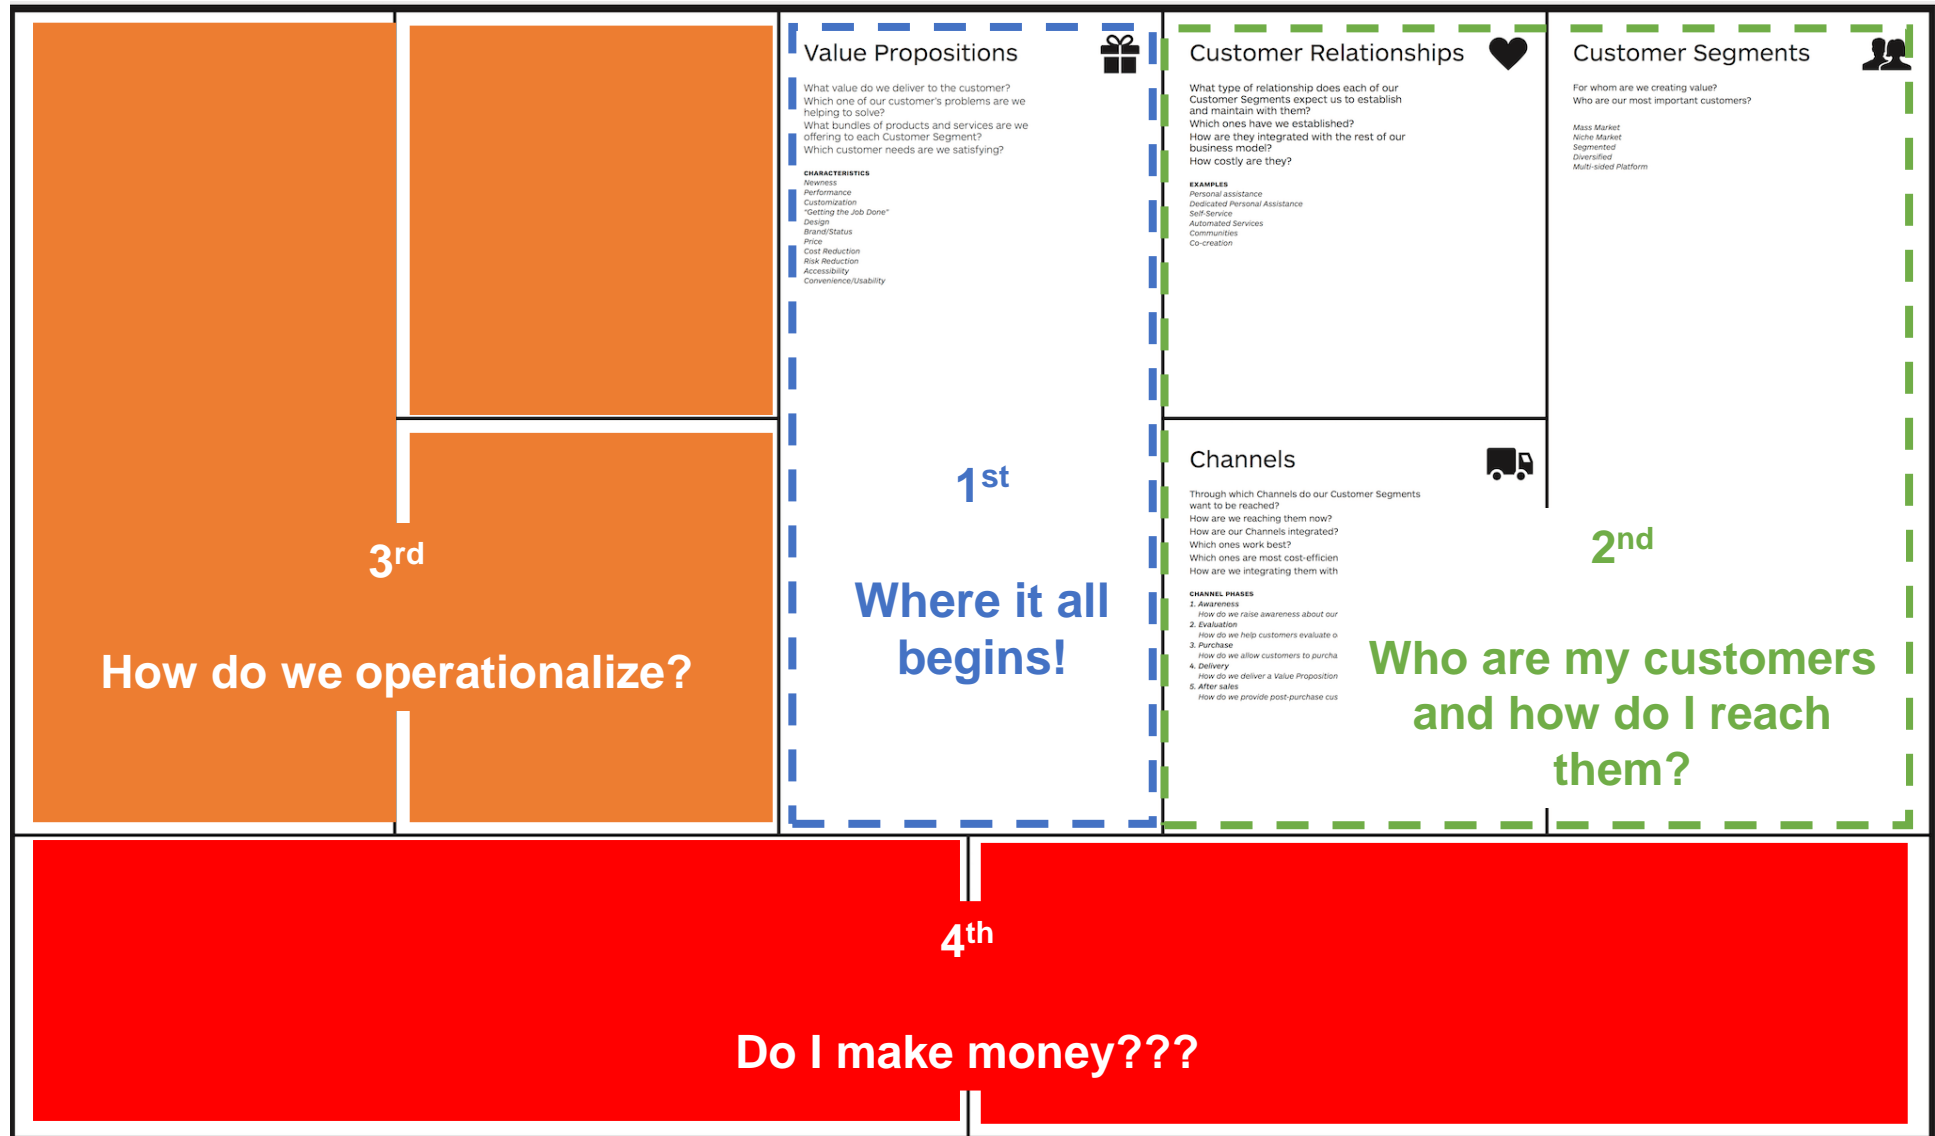 Value Propositions
What value do we deliver to the customer?
Which one of our customer's problems are we
helping to solve?
What bundles of products and services are we
offering to each Customer Segment?
Which customer needs are we satisfying?
CHARACTERISTICS
Newness
Performance
Customization
"Getting the Job Done"
Design
Brand/Status
Price
Cost Reduction
Risk Reduction
Accessibility
Convenience/Usability
1st
Where it all
begins!
Customer Relationships
What type of relationship does each of our
Customer Segments expect us to establish
and maintain with them?
Which ones have we established?
How are they integrated with the rest of our
business model?
How costly are they?
EXAMPLES
Personal assistance
Dedicated Personal Assistance
Self-Service
Automated Services
Communities
Co-creation
Customer Segments
For whom are we creating value?
Who are our most important customers?
Mass Market
Niche Market
Segmented
Diversified
Multi-sided Platform
Channels
Through which Channels do our Customer Segments
want to be reached?
How are we reaching them now?
How are our Channels integrated?
Which ones work best?
Which ones are most cost-efficien
How are we integrating them with
CHANNEL PHASES
1. Awareness
How do we raise awareness about our
2. Evaluation
How do we help customers evaluate o
3. Purchase
How do we allow customers to purcha
4. Delivery
How do we deliver a Value Proposition
5. After sales
How do we provide post-purchase cus
2nd
Who are my customers
and how do I reach
them?
3rd
How do we operationalize?
4th
Do I make money???